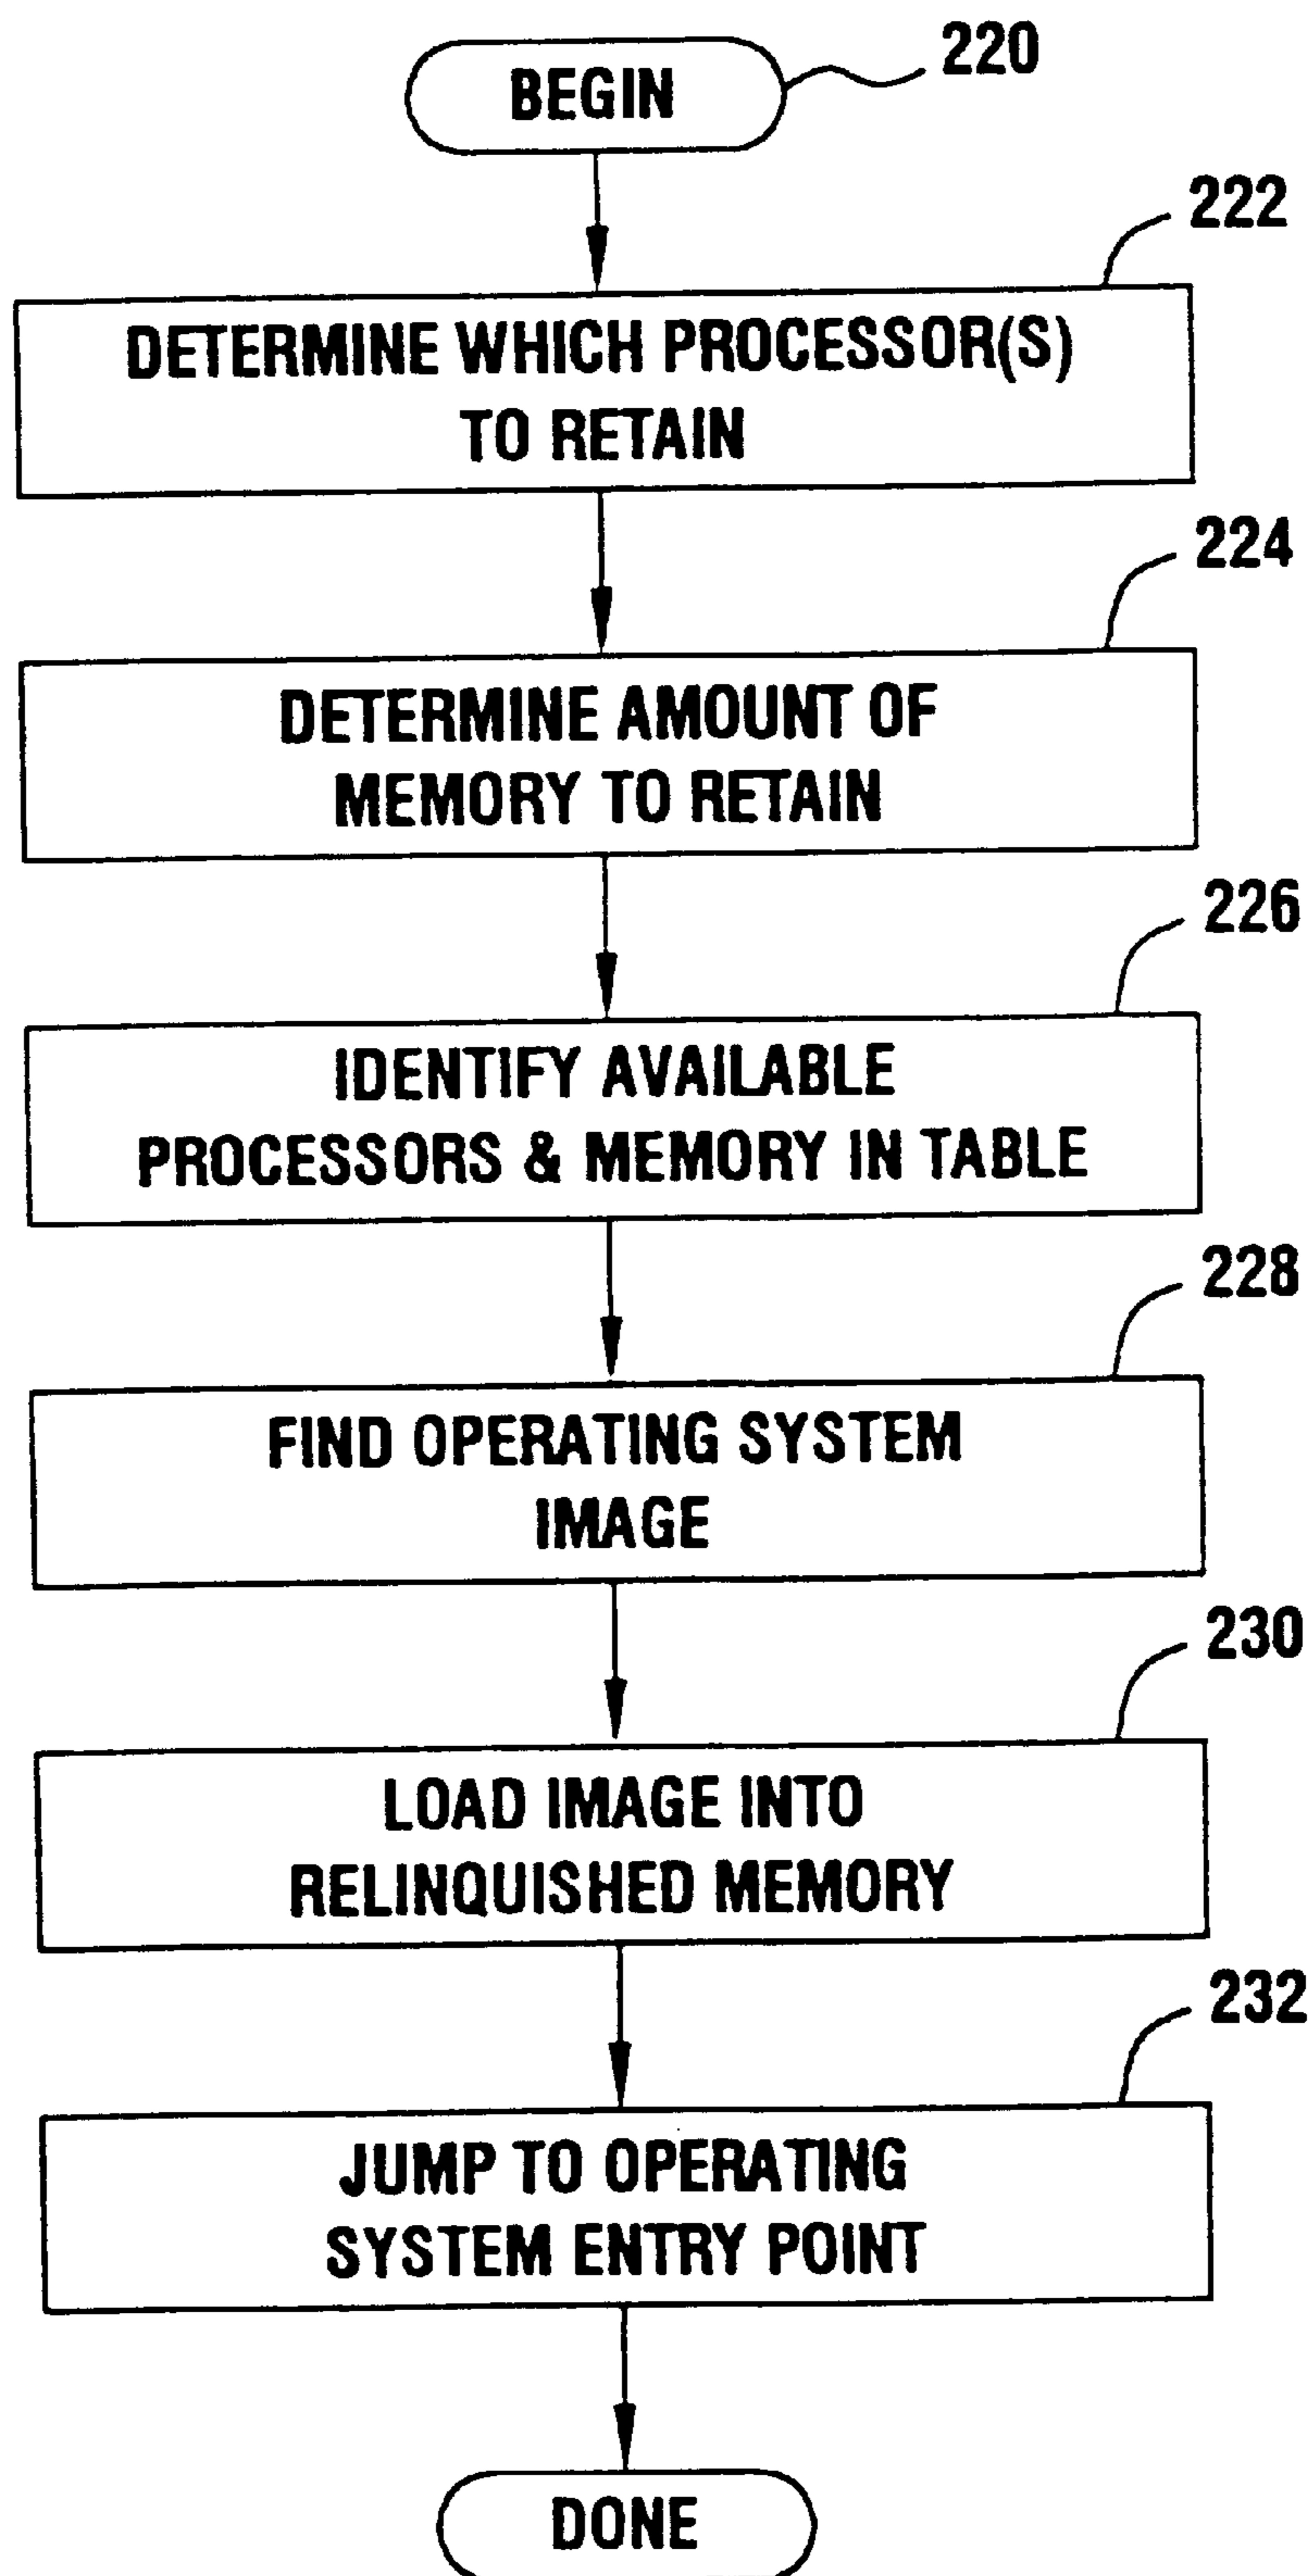 BEGIN
220
222
DETERMINE WHICH PROCESSOR(S)
TO RETAIN
224
DETERMINE AMOUNT OF
MEMORY TO RETAIN
226
IDENTIFY AVAILABLE
PROCESSORS & MEMORY IN TABLE
228
FIND OPERATING SYSTEM
IMAGE
230
LOAD IMAGE INTO
RELINQUISHED MEMORY
232
JUMP TO OPERATING
SYSTEM ENTRY POINT
DONE